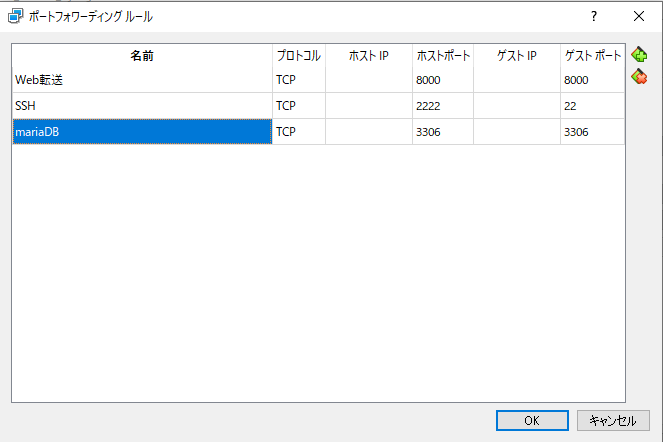 ポートフォワーディング ルール
名前 プロトコル ホスト IP ホストポート ゲスト IP ゲスト ポート
Web転送 TCP 8000 8000
SSH TCP 2222 22
mariaDB TCP 3306 3306
OK キャンセル